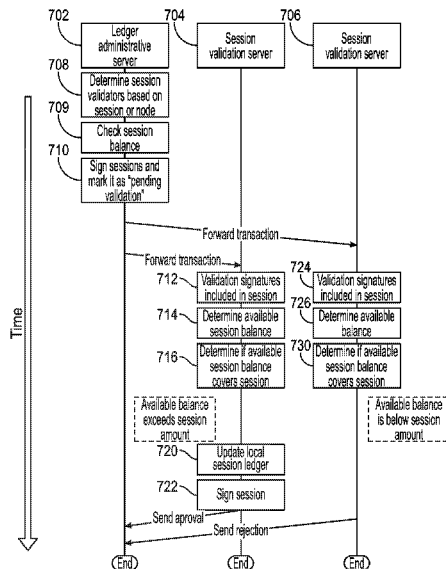 702
Ledger
administrative
server
704
Session
validation server
706
Session
validation server
708
Determine session
validators based on
session or node
709
Check session
balance
710
Sign sessions and
mark it as "pending
validation"
Forward transaction
Forward transaction
712
Validation signatures
included in session
724
Validation signatures
included in session
714
Determine available
session balance
726
Determine available
balance
716
Determine if available
session balance
covers session
730
Determine if available
session balance
covers session
Available balance
exceeds session
amount
Available balance
is below session
amount
720
Update local
session ledger
722
Sign session
Send aproval
Send rejection
End
End
End
Time